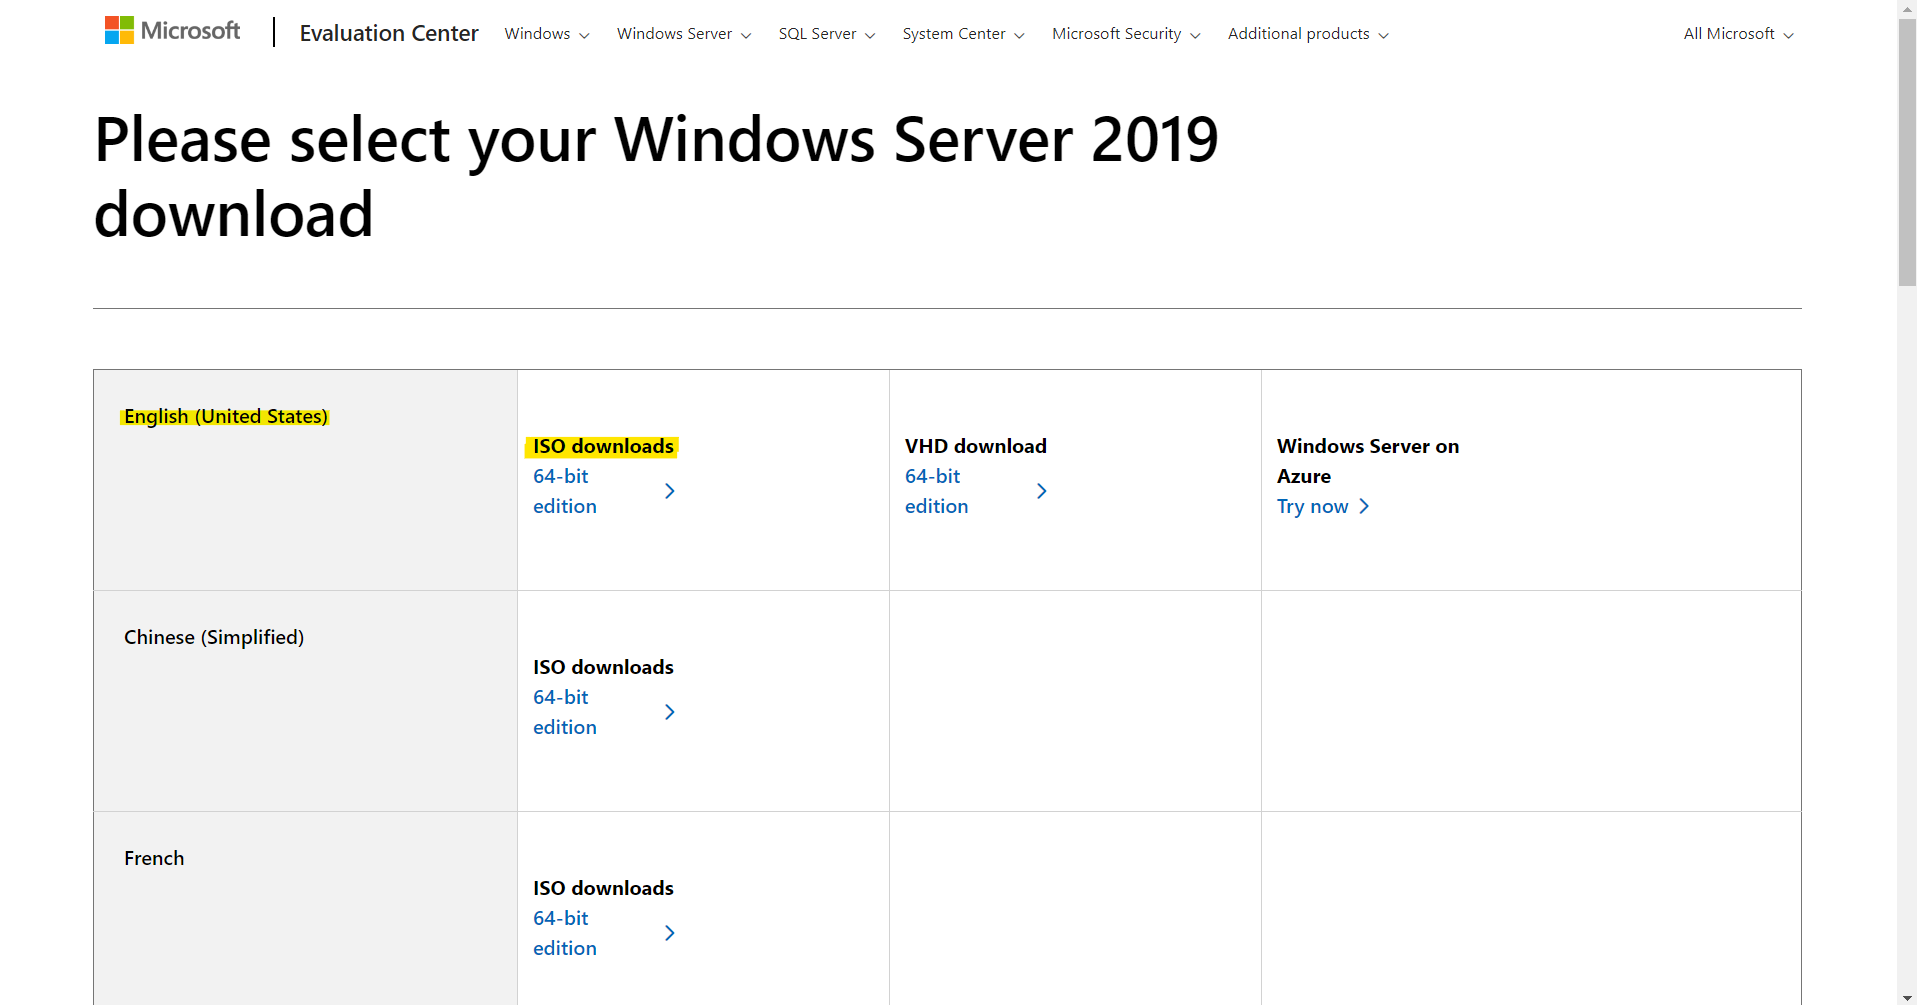 Microsoft
Evaluation Center
Windows
Windows Server
SQL Server
System Center
Microsoft Security
Additional products
All Microsoft
Please select your Windows Server 2019
download
English (United States)
ISO downloads
64-bit
edition
VHD download
64-bit
edition
Windows Server on
Azure
Try now
Chinese (Simplified)
ISO downloads
64-bit
edition
French
ISO downloads
64-bit
edition